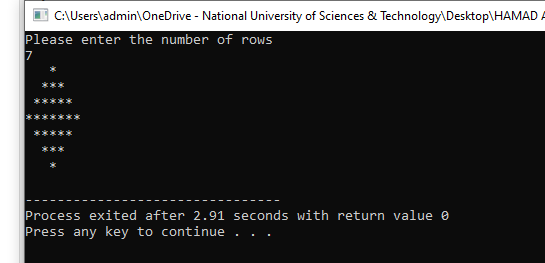 C:\Users\admin\OneDrive - National University of Sciences & Technology\Desktop\HAMAD A
Please enter the number of rows
7
   *
  ***
 *****
*******
 *****
  ***
   *

--------------------------------
Process exited after 2.91 seconds with return value 0
Press any key to continue . . .